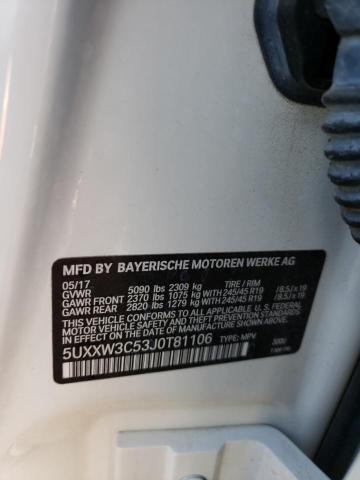 MFD BY BAYERISCHE MOTOREN WERKE AG
05/17 TIRE / RIM
GVWR 5090 lbs 2309 kg
GAWR FRONT 2370 lbs 1075 kg WITH 245/45 R19 / 8.5J x 19
GAWR REAR 2820 lbs 1279 kg WITH 245/45 R19 / 8.5J x 19
THIS VEHICLE CONFORMS TO ALL APPLICABLE U.S. FEDERAL
MOTOR VEHICLE SAFETY STANDARDS IN
EFFECT ON THE DATE OF MANUFACTURE SHOWN ABOVE.
5UXXW3C53J0T81106 TYPE: MPV 300U